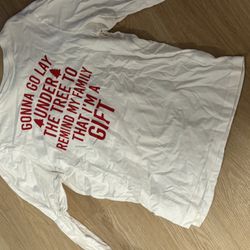 GONNA GO LAY
UNDER
THE TREE TO
REMIND MY FAMILY
THAT I'M A
GIFT